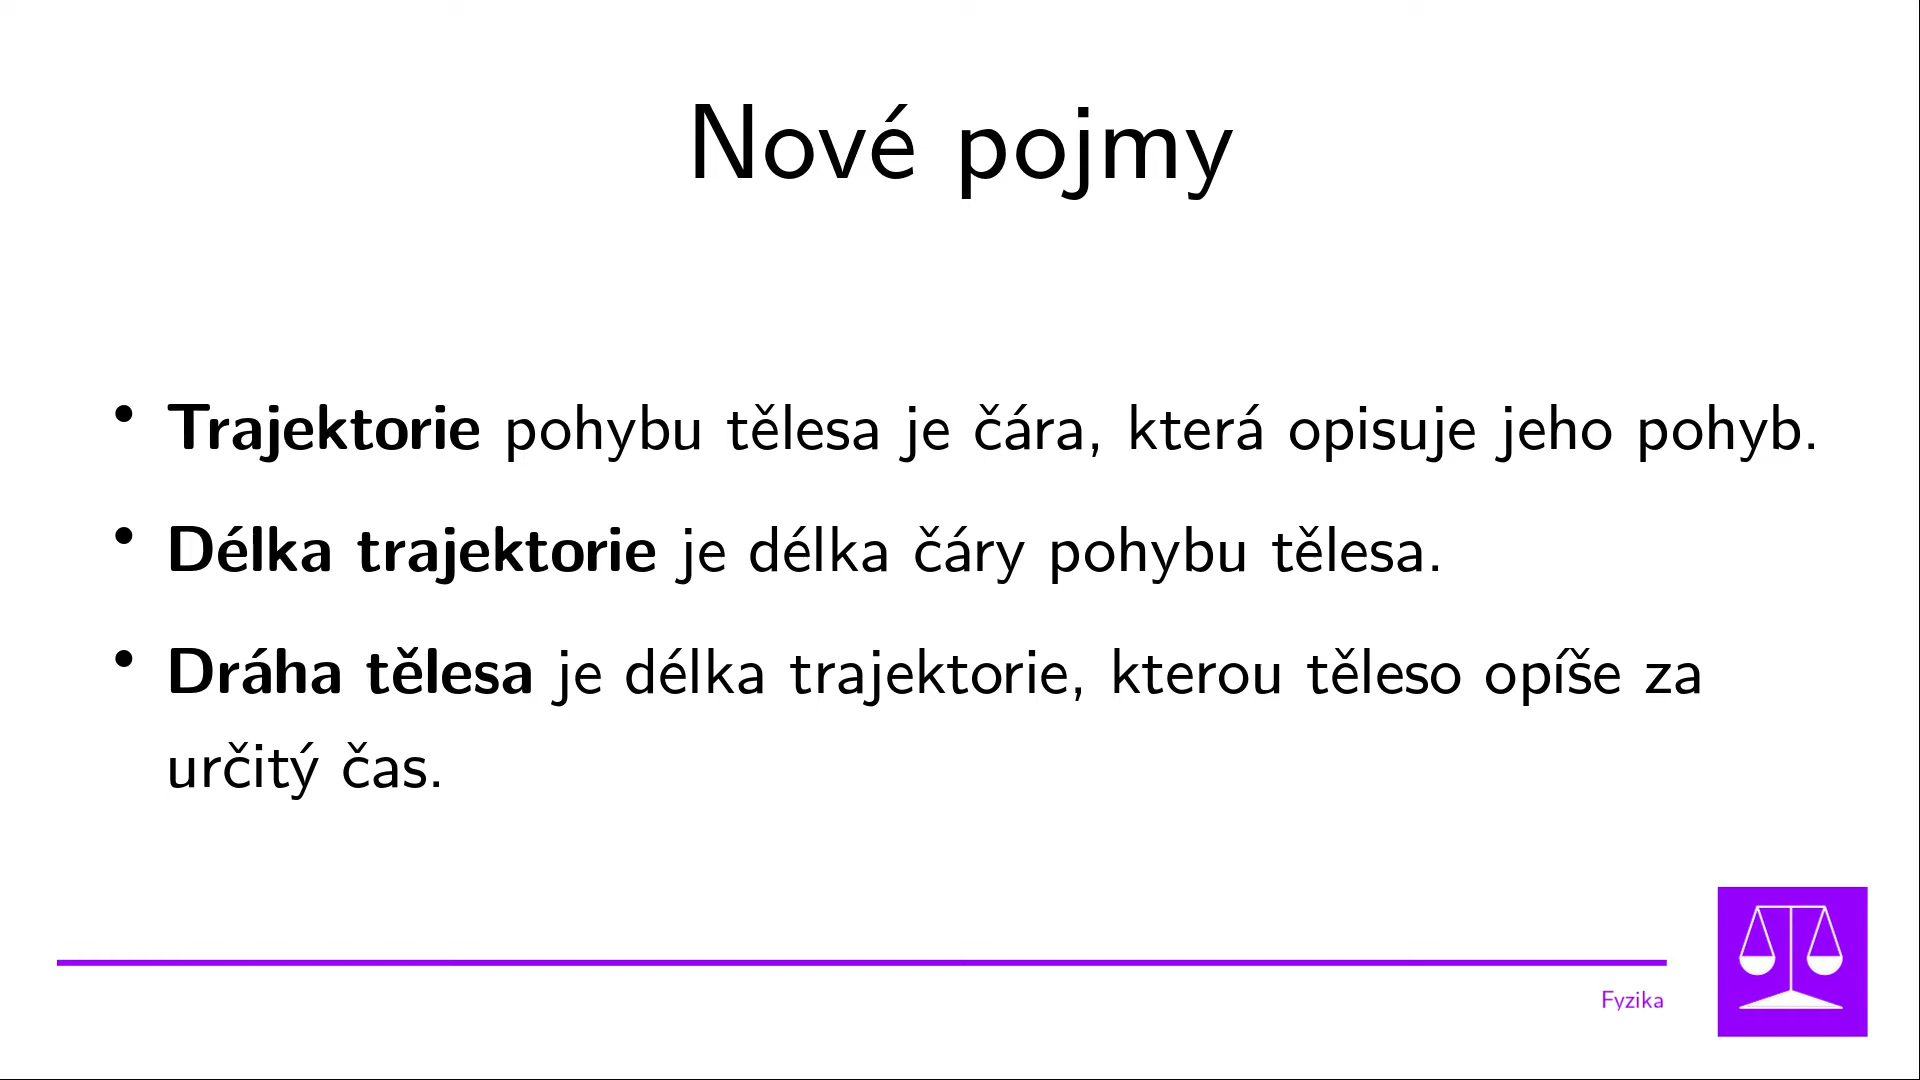 Nové pojmy
• Trajektorie pohybu tělesa je čára, která opisuje jeho pohyb.
• Délka trajektorie je délka čáry pohybu tělesa.
• Dráha tělesa je délka trajektorie, kterou těleso opíše za
určitý čas.
Fyzika